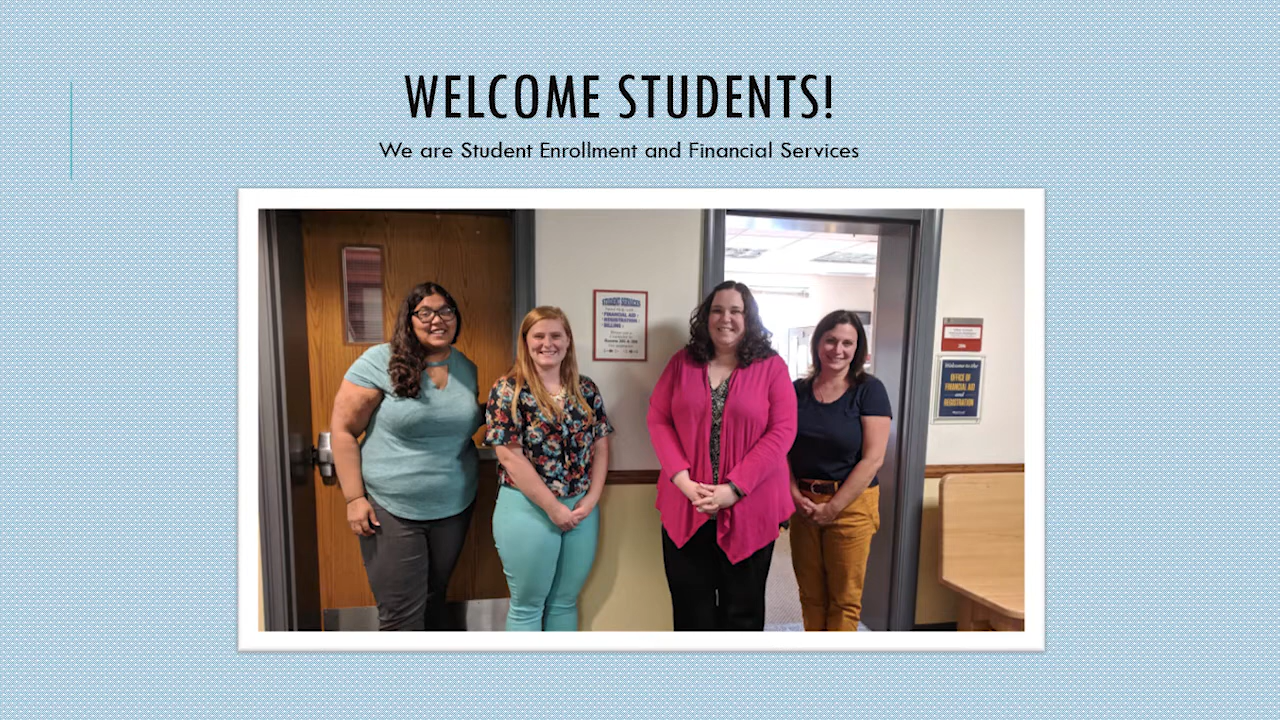 WELCOME STUDENTS!
We are Student Enrollment and Financial Services
STUDENT SERVICES
FINANCIAL AID
REGISTRATION
BILLING
Welcome to the
OFFICE OF
FINANCIAL AID
and
REGISTRATION